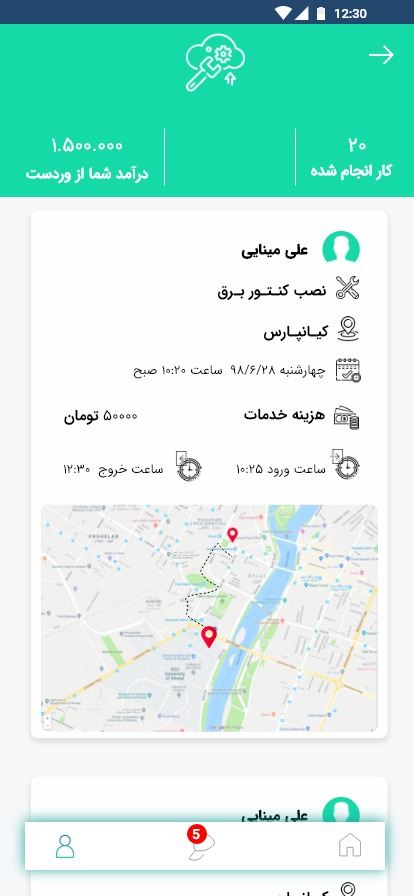 12:30
۲۰
کار انجام شده
۱.۵۰۰.۰۰۰
درآمد شما از وردست
علی مینایی
نصب کنـتـور بـرق
کیـانپـارس
چهارشنبه ۹۸/۶/۲۸ ساعت ۱۰:۲۰ صبح
هزینه خدمات
۵۰۰۰۰ تومان
ساعت ورود ۱۰:۲۵
ساعت خروج ۱۲:۳۰
Ahvaz
علی مینایی
5